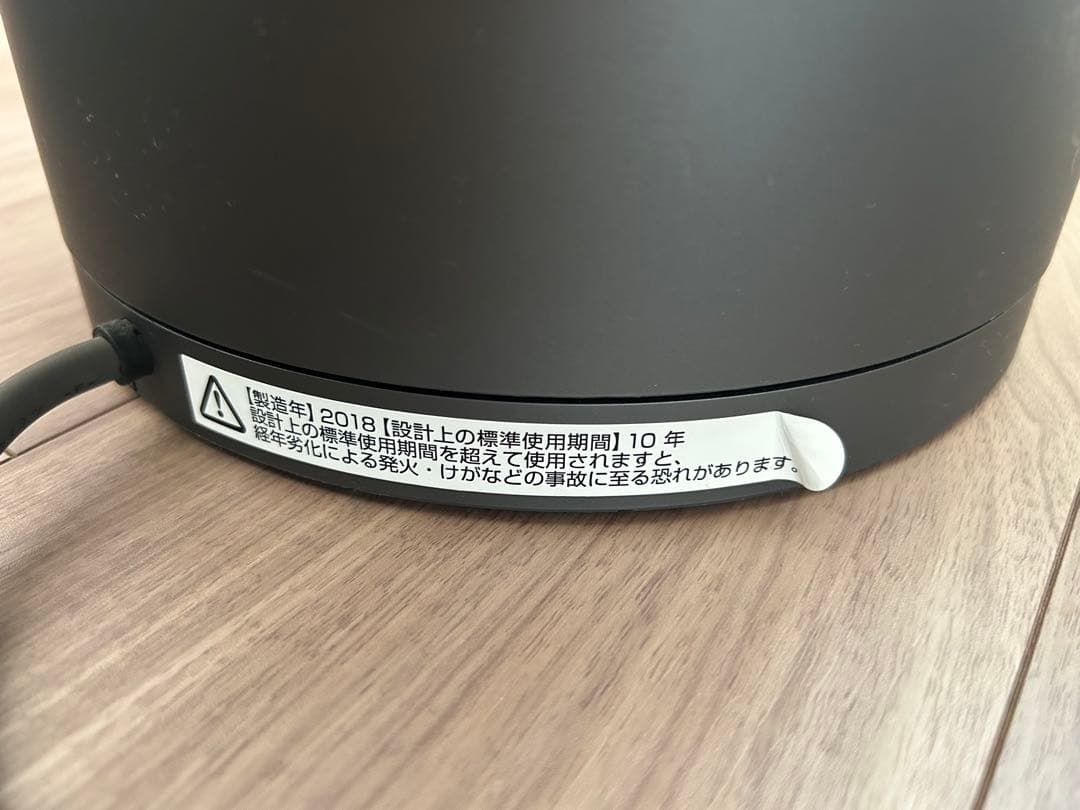 【製造年】2018【設計上の標準使用期間】10 年
設計上の標準使用期間を超えて使用されますと、
経年劣化による発火・けがなどの事故に至る恐れがあります。